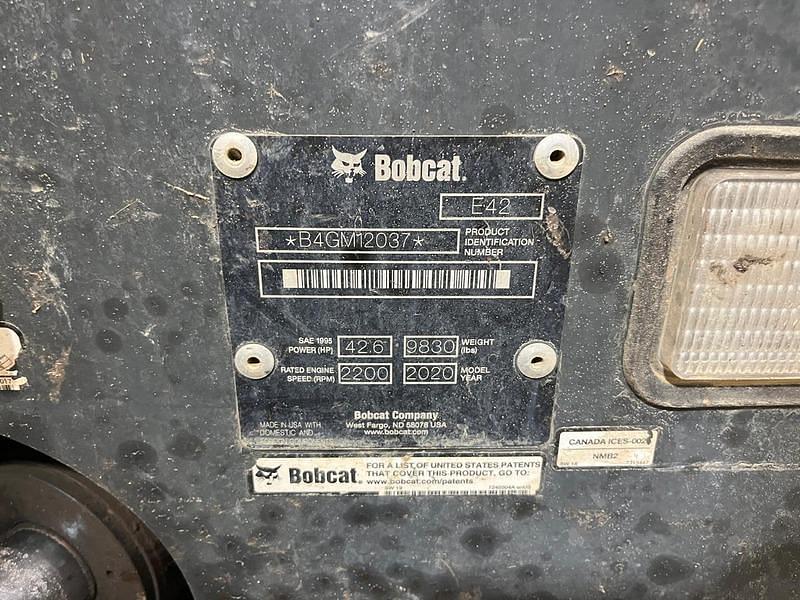 Bobcat.
E42
*B4GM12037*
PRODUCT
IDENTIFICATION
NUMBER
SAE 1995
POWER (HP)
42.6
9830
WEIGHT
(lbs)
RATED ENGINE
SPEED (RPM)
2200
2020
MODEL
YEAR
Bobcat Company
West Fargo, ND 58078 USA
www.bobcat.com
MADE IN USA WITH
DOMESTIC AND
Bobcat.
FOR A LIST OF UNITED STATES PATENTS
THAT COVER THIS PRODUCT, GO TO:
www.bobcat.com/patents
SW 19
CANADA ICES-002
NMB2